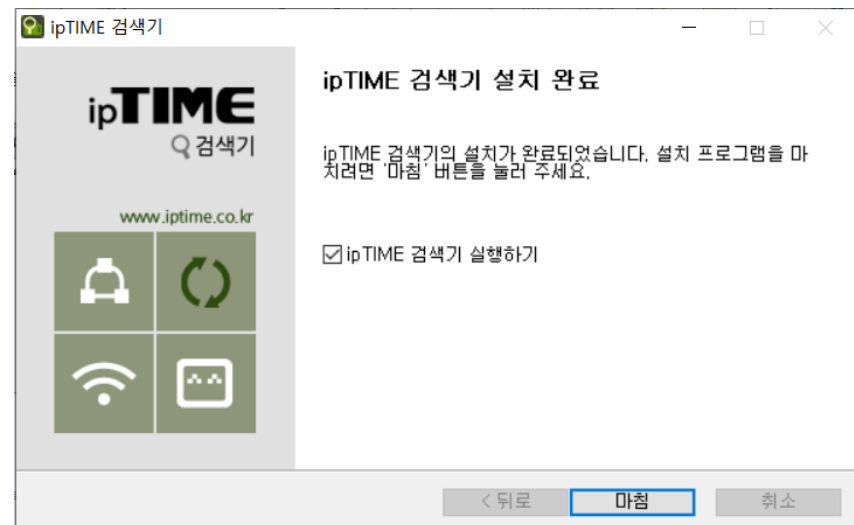 ipTIME 검색기
ipTIME
검색기
www.iptime.co.kr
ipTIME 검색기 설치 완료
ipTIME 검색기의 설치가 완료되었습니다. 설치 프로그램을 마
치려면 '마침' 버튼을 눌러 주세요.
ipTIME 검색기 실행하기
< 뒤로
마침
취소